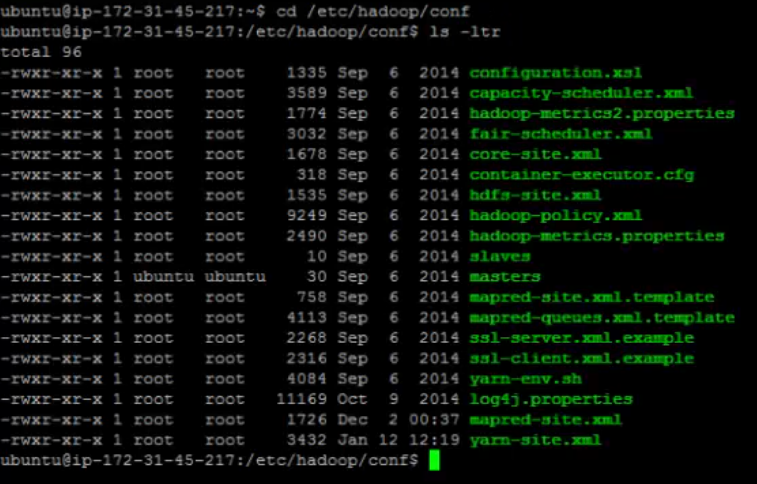 ubuntu@ip-172-31-45-217:~$ cd /etc/hadoop/conf
ubuntu@ip-172-31-45-217:/etc/hadoop/conf$ ls -ltr
total 96
-rwxr-xr-x 1 root   root    1335 Sep  6  2014 configuration.xsl
-rwxr-xr-x 1 root   root    3589 Sep  6  2014 capacity-scheduler.xml
-rwxr-xr-x 1 root   root    1774 Sep  6  2014 hadoop-metrics2.properties
-rwxr-xr-x 1 root   root    3032 Sep  6  2014 fair-scheduler.xml
-rwxr-xr-x 1 root   root    1678 Sep  6  2014 core-site.xml
-rwxr-xr-x 1 root   root     318 Sep  6  2014 container-executor.cfg
-rwxr-xr-x 1 root   root    1535 Sep  6  2014 hdfs-site.xml
-rwxr-xr-x 1 root   root    9249 Sep  6  2014 hadoop-policy.xml
-rwxr-xr-x 1 root   root    2490 Sep  6  2014 hadoop-metrics.properties
-rwxr-xr-x 1 root   root      10 Sep  6  2014 slaves
-rwxr-xr-x 1 ubuntu ubuntu    30 Sep  6  2014 masters
-rwxr-xr-x 1 root   root     758 Sep  6  2014 mapred-site.xml.template
-rwxr-xr-x 1 root   root    4113 Sep  6  2014 mapred-queues.xml.template
-rwxr-xr-x 1 root   root    2268 Sep  6  2014 ssl-server.xml.example
-rwxr-xr-x 1 root   root    2316 Sep  6  2014 ssl-client.xml.example
-rwxr-xr-x 1 root   root    4084 Sep  6  2014 yarn-env.sh
-rwxr-xr-x 1 root   root   11169 Oct  9  2014 log4j.properties
-rwxr-xr-x 1 root   root    1726 Dec  2 00:37 mapred-site.xml
-rwxr-xr-x 1 root   root    3432 Jan 12 12:19 yarn-site.xml
ubuntu@ip-172-31-45-217:/etc/hadoop/conf$